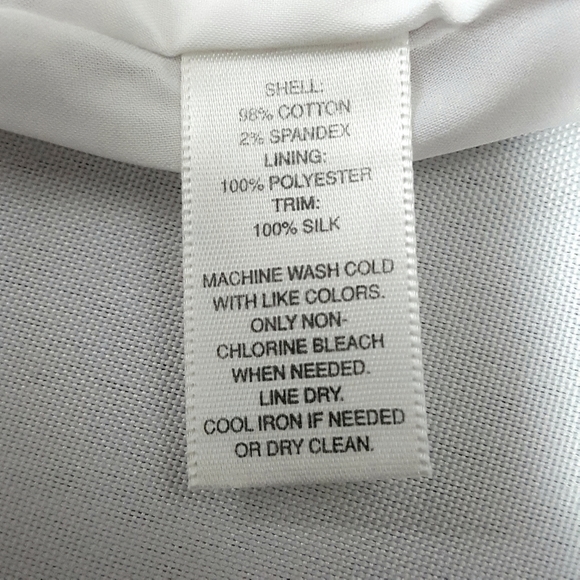 SHELL:
98% COTTON
2% SPANDEX
LINING:
100% POLYESTER
TRIM:
100% SILK
MACHINE WASH COLD
WITH LIKE COLORS.
ONLY NON-
CHLORINE BLEACH
WHEN NEEDED.
LINE DRY.
COOL IRON IF NEEDED
OR DRY CLEAN.